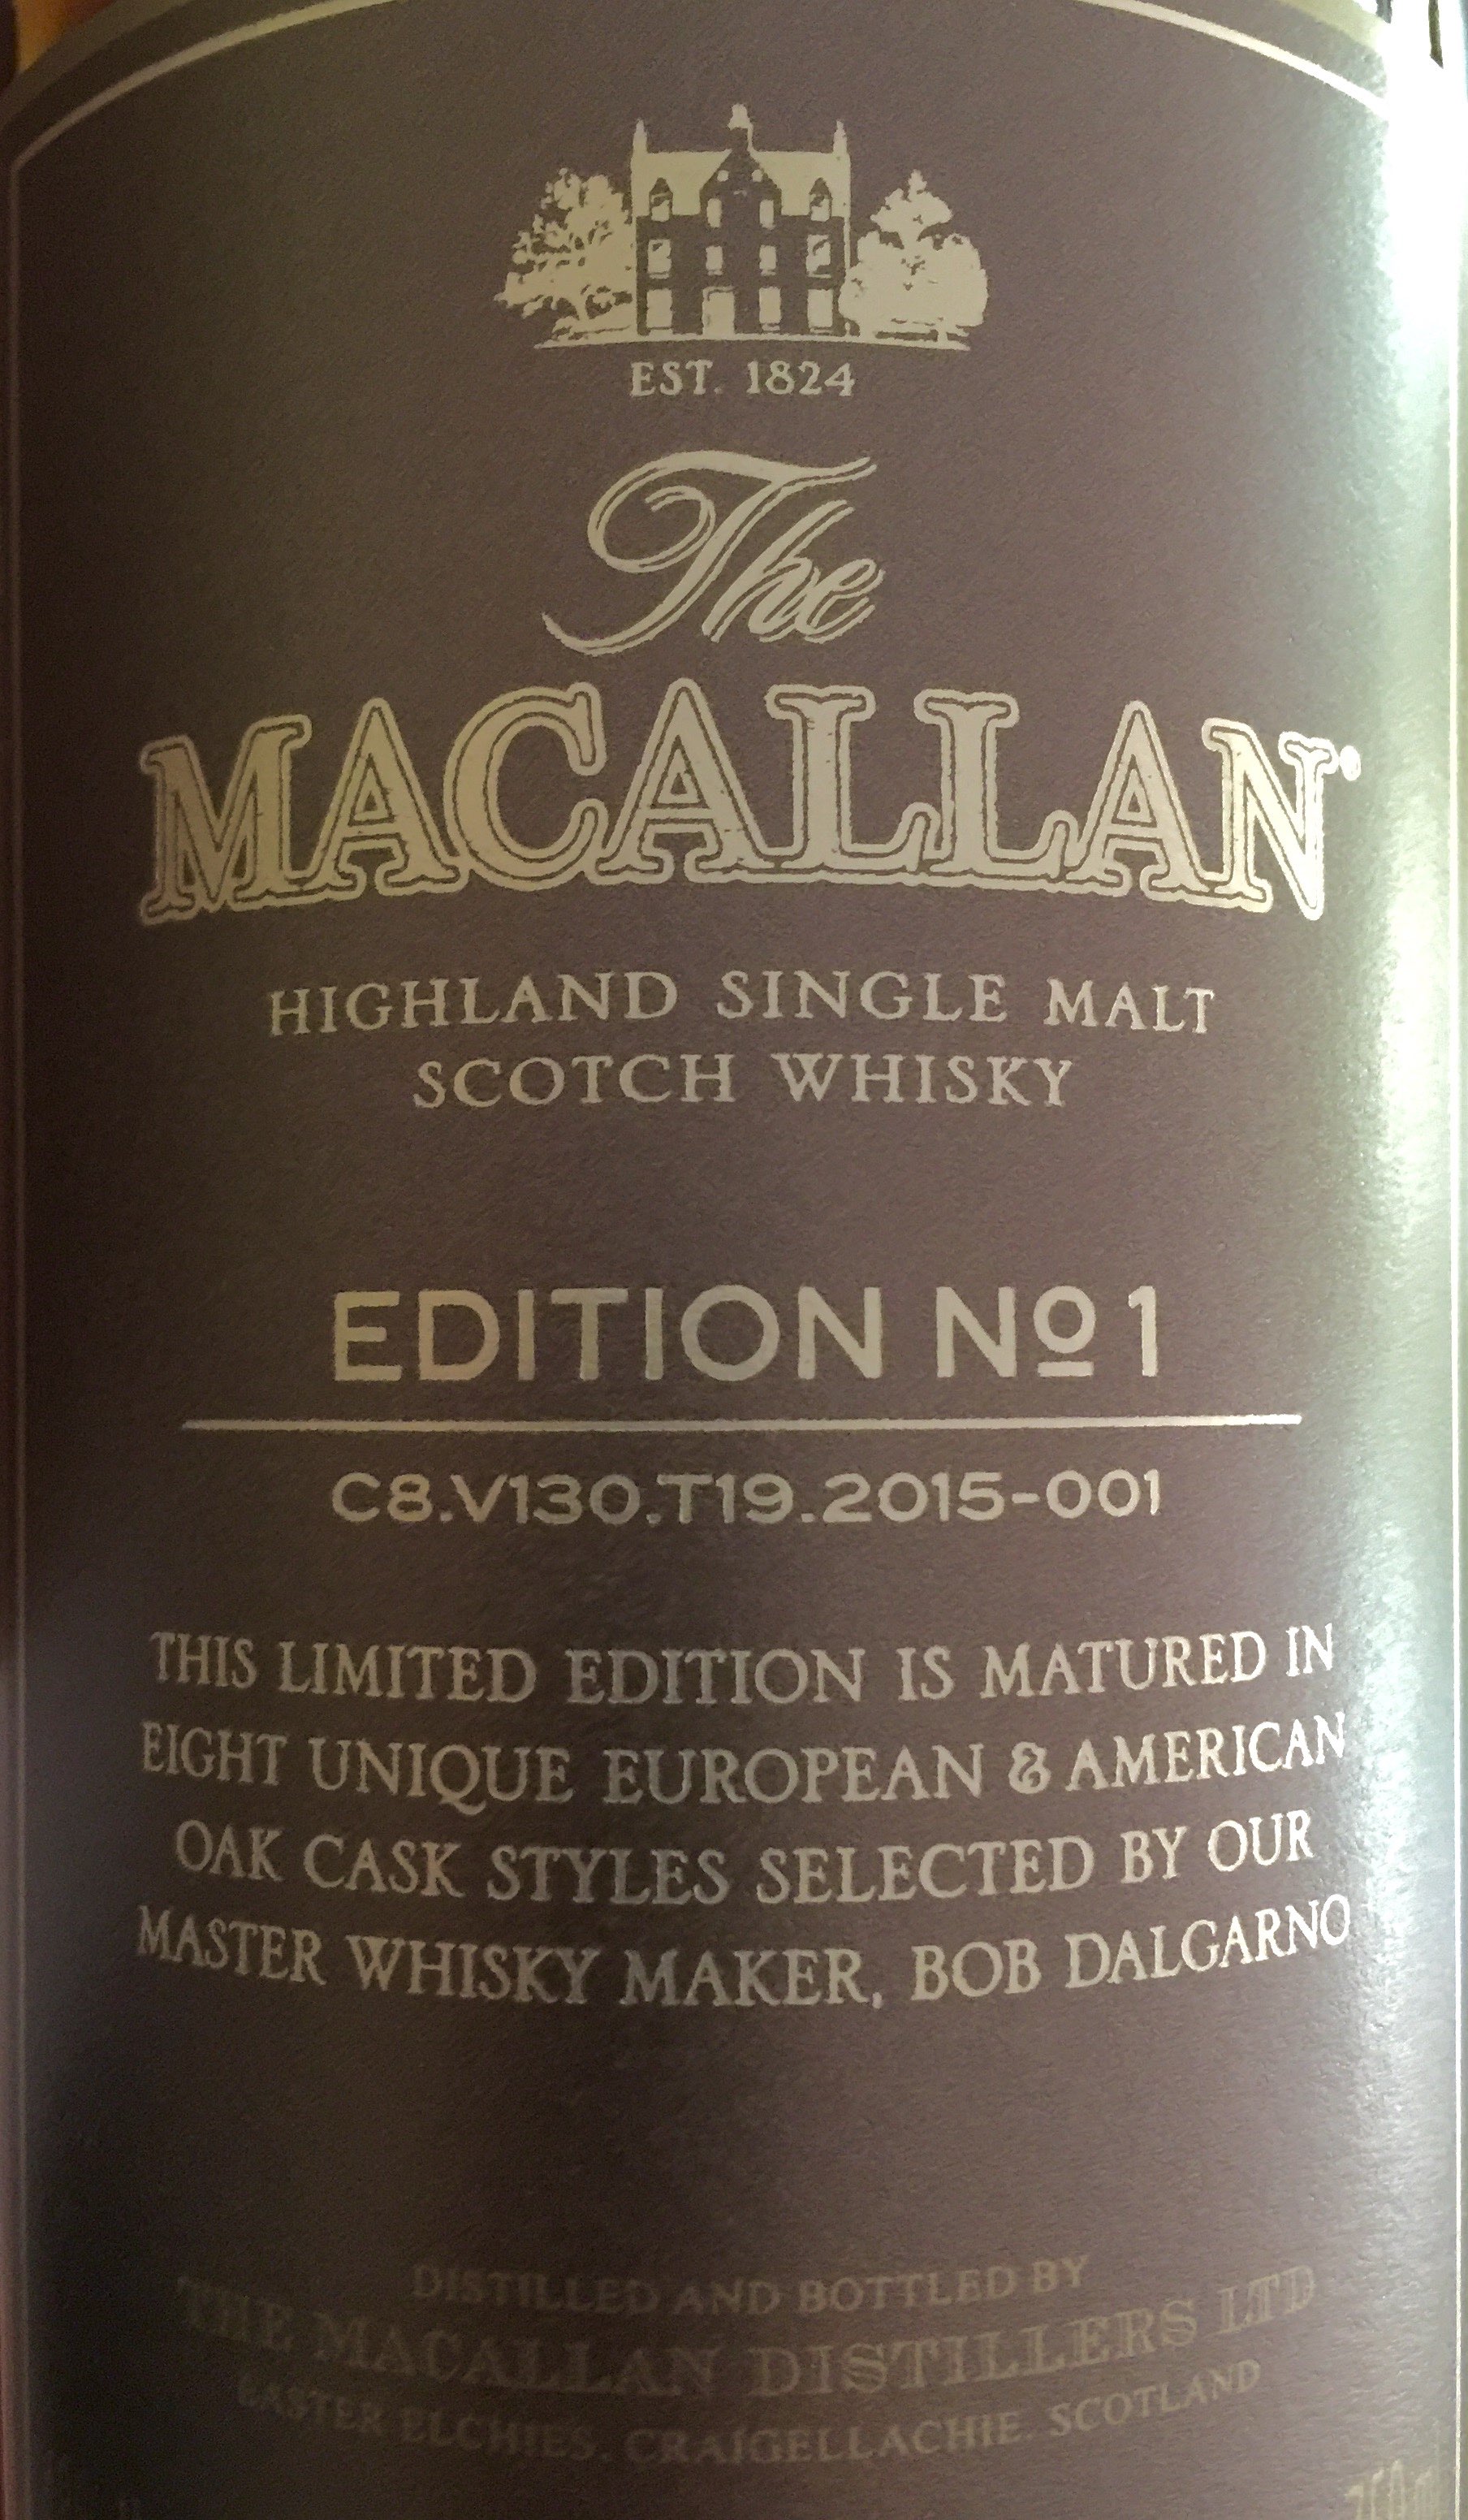 EST. 1824
The
MACALLAN
HIGHLAND SINGLE MALT
SCOTCH WHISKY
EDITION Nº 1
C8.V130.T19.2015-001
THIS LIMITED EDITION IS MATURED IN
EIGHT UNIQUE EUROPEAN & AMERICAN
OAK CASK STYLES SELECTED BY OUR
MASTER WHISKY MAKER, BOB DALGARNO
DISTILLED AND BOTTLED BY
THE MACALLAN DISTILLERS LTD
EASTER ELCHIES, CRAIGELLACHIE. SCOTLAND